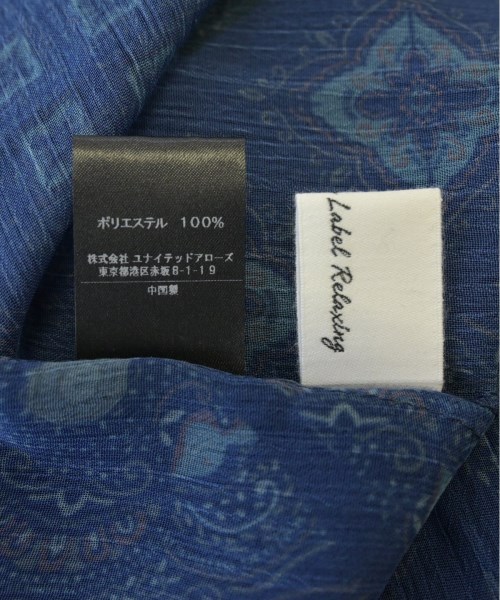 ポリエステル 100%
株式会社 ユナイテッドアローズ
東京都港区赤坂8-1-19
中国製
Label Relaxing